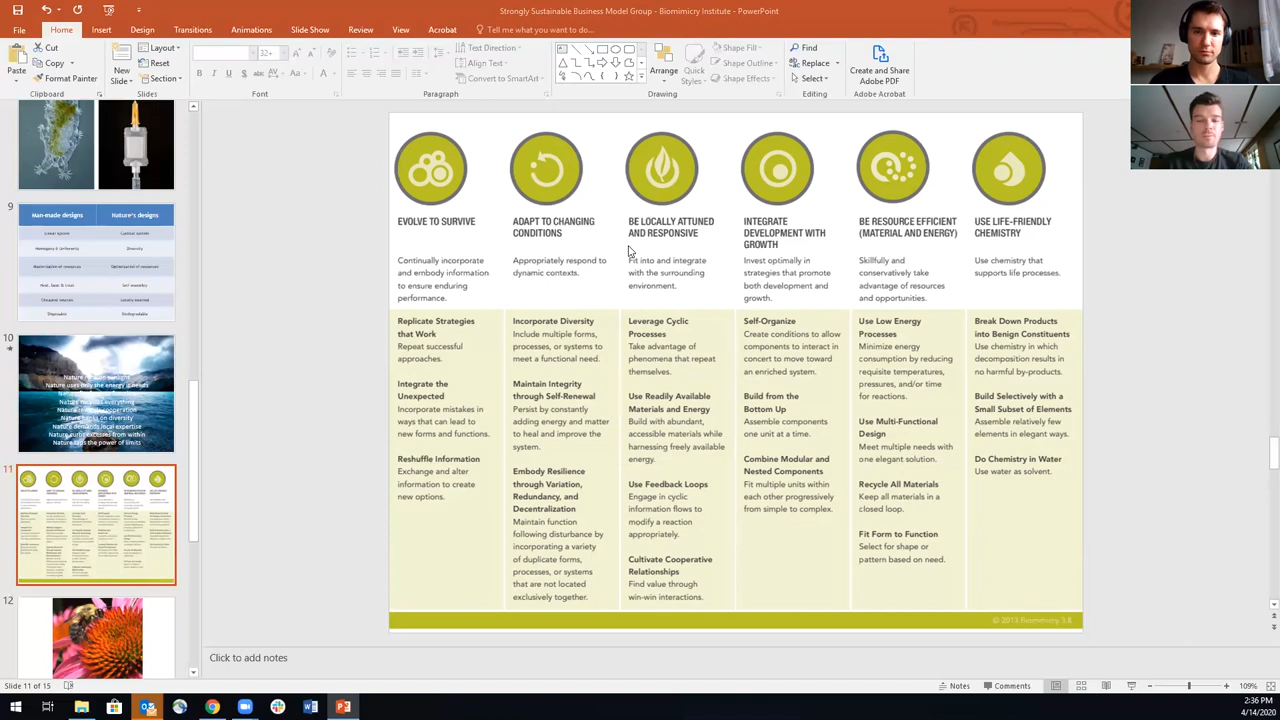 Strongly Sustainable Business Model Group - Biomimicry Institute - PowerPoint
File Home Insert Design Transitions Animations Slide Show Review View Acrobat Tell me what you want to do...
Paste
Cut
Copy
Format Painter
Clipboard
New Slide
Layout
Reset
Section
Slides
32+
Font
Text Direction
Align Text
Convert to SmartArt
Paragraph
Arrange
Quick Styles
Shape Fill
Shape Outline
Shape Effects
Drawing
Find
Replace
Select
Editing
Create and Share
Adobe PDF
Adobe Acrobat
9
Man-made designs Nature's designs
10
11
12
EVOLVE TO SURVIVE
Continually incorporate
and embody information
to ensure enduring
performance.
Replicate Strategies
that Work
Repeat successful
approaches.
Integrate the
Unexpected
Incorporate mistakes in
ways that can lead to
new forms and functions.
Reshuffle Information
Exchange and alter
information to create
new options.
ADAPT TO CHANGING
CONDITIONS
Appropriately respond to
dynamic contexts.
Incorporate Diversity
Include multiple forms,
processes, or systems to
meet a functional need.
Maintain Integrity
through Self-Renewal
Persist by constantly
adding energy and matter
to heal and improve the
system.
Embody Resilience
through Variation,
Redundancy, and
Decentralization
Maintain function
following disturbance by
incorporating a variety
of duplicate forms,
processes, or systems
that are not located
exclusively together.
BE LOCALLY ATTUNED
AND RESPONSIVE
Fit into and integrate
with the surrounding
environment.
Leverage Cyclic
Processes
Take advantage of
phenomena that repeat
themselves.
Use Readily Available
Materials and Energy
Build with abundant,
accessible materials while
harnessing freely available
energy.
Use Feedback Loops
Engage in cyclic
information flows to
modify a reaction
appropriately.
Cultivate Cooperative
Relationships
Find value through
win-win interactions.
INTEGRATE
DEVELOPMENT WITH
GROWTH
Invest optimally in
strategies that promote
both development and
growth.
Self-Organize
Create conditions to allow
components to interact in
concert to move toward
an enriched system.
Build from the
Bottom Up
Assemble components
one unit at a time.
Combine Modular and
Nested Components
Fit multiple units within
each other progressively
from simple to complex.
BE RESOURCE EFFICIENT
(MATERIAL AND ENERGY)
Skillfully and
conservatively take
advantage of resources
and opportunities.
Use Low Energy
Processes
Minimize energy
consumption by reducing
requisite temperatures,
pressures, and/or time
for reactions.
Use Multi-Functional
Design
Meet multiple needs with
one elegant solution.
Recycle All Materials
Keep all materials in a
closed loop.
Fit Form to Function
Select for shape or
pattern based on need.
USE LIFE-FRIENDLY
CHEMISTRY
Use chemistry that
supports life processes.
Break Down Products
into Benign Constituents
Use chemistry in which
decomposition results in
no harmful by-products.
Build Selectively with a
Small Subset of Elements
Assemble relatively few
elements in elegant ways.
Do Chemistry in Water
Use water as solvent.
© 2013 Biomimicry 3.8
Click to add notes
Slide 11 of 15
Notes Comments 109%
2:36 PM
4/14/2020